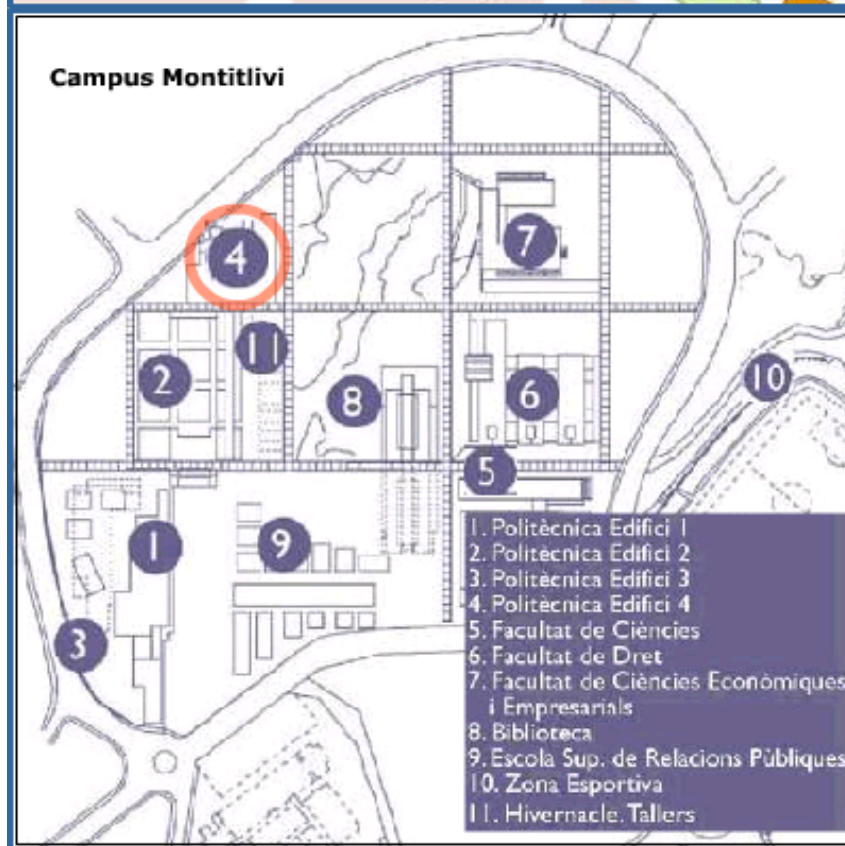 Campus Montitlivi
4
7
11
2
8
6
10
5
1
9
3
1. Politècnica Edifici 1
2. Politècnica Edifici 2
3. Politècnica Edifici 3
4. Politècnica Edifici 4
5. Facultat de Ciències
6. Facultat de Dret
7. Facultat de Ciències Econòmiques
i Empresarials
8. Biblioteca
9. Escola Sup. de Relacions Públiques
10. Zona Esportiva
11. Hivernacle. Tallers